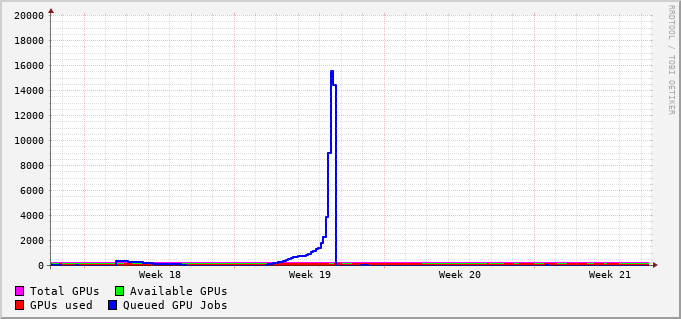 20000
18000
16000
14000
12000
10000
8000
6000
4000
2000
0
Week 18 Week 19 Week 20 Week 21
Total GPUs Available GPUs
GPUs used Queued GPU Jobs
RRDTOOL / TOBI OETIKER